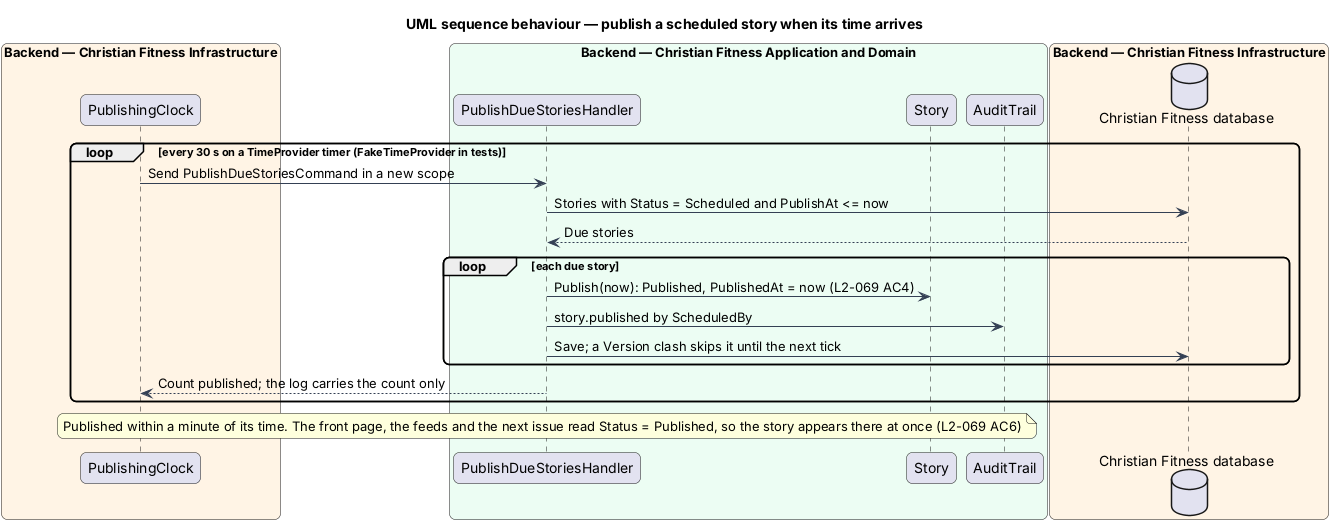 UML sequence behaviour — publish a scheduled story when its time arrives
Backend — Christian Fitness Infrastructure
Backend — Christian Fitness Application and Domain
Backend — Christian Fitness Infrastructure
PublishingClock
PublishDueStoriesHandler
Story
AuditTrail
Christian Fitness database
loop
[every 30 s on a TimeProvider timer (FakeTimeProvider in tests)]
Send PublishDueStoriesCommand in a new scope
Stories with Status = Scheduled and PublishAt <= now
Due stories
loop
[each due story]
Publish(now): Published, PublishedAt = now (L2-069 AC4)
story.published by ScheduledBy
Save; a Version clash skips it until the next tick
Count published; the log carries the count only
Published within a minute of its time. The front page, the feeds and the next issue read Status = Published, so the story appears there at once (L2-069 AC6)
PublishingClock
PublishDueStoriesHandler
Story
AuditTrail
Christian Fitness database